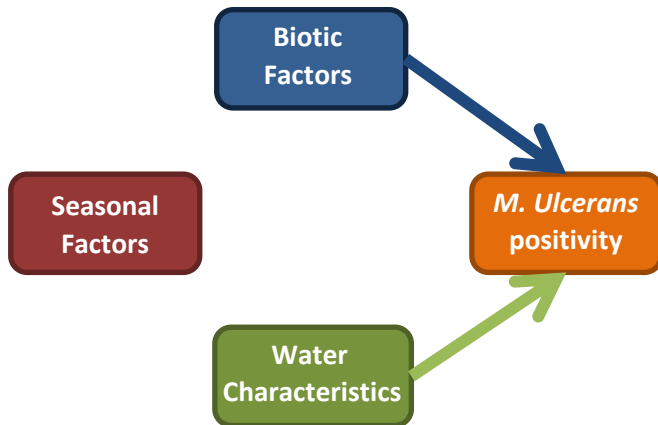 Biotic
Factors
Seasonal
Factors
M. Ulcerans
positivity
Water
Characteristics